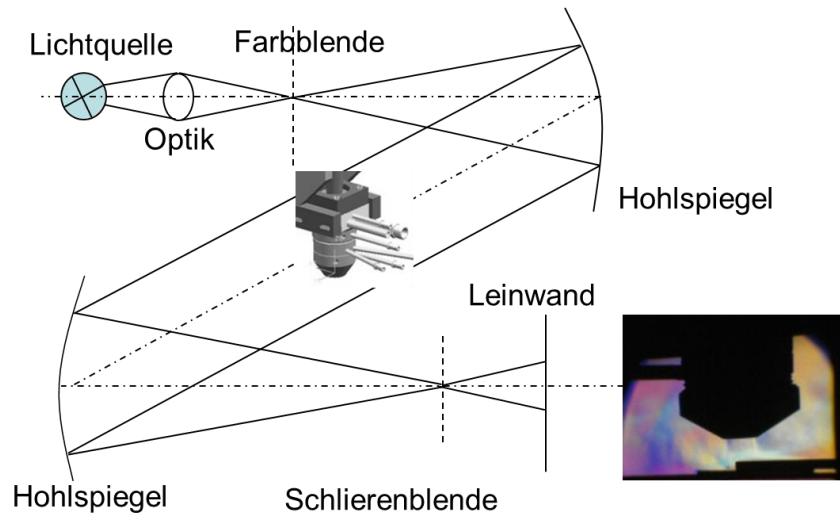 Lichtquelle
Farbblende
Optik
Hohlspiegel
Leinwand
Hohlspiegel
Schlierenblende